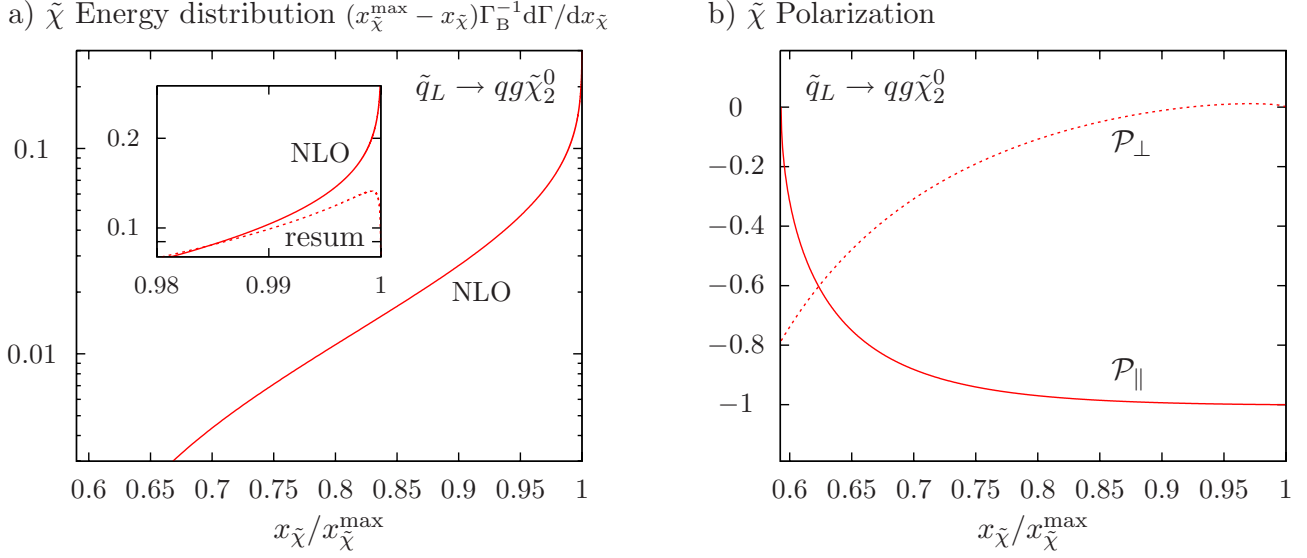 a) χ̃ Energy distribution (x_χ̃^max − x_χ̃)Γ_B^−1 dΓ/dx_χ̃
q̃_L → qgχ̃_2^0
0.1
0.01
NLO
0.2
0.1
NLO
resum
0.98 0.99 1
0.6 0.65 0.7 0.75 0.8 0.85 0.9 0.95 1
x_χ̃/x_χ̃^max
b) χ̃ Polarization
q̃_L → qgχ̃_2^0
0
−0.2
−0.4
−0.6
−0.8
−1
𝒫_⊥
𝒫_∥
0.6 0.65 0.7 0.75 0.8 0.85 0.9 0.95 1
x_χ̃/x_χ̃^max